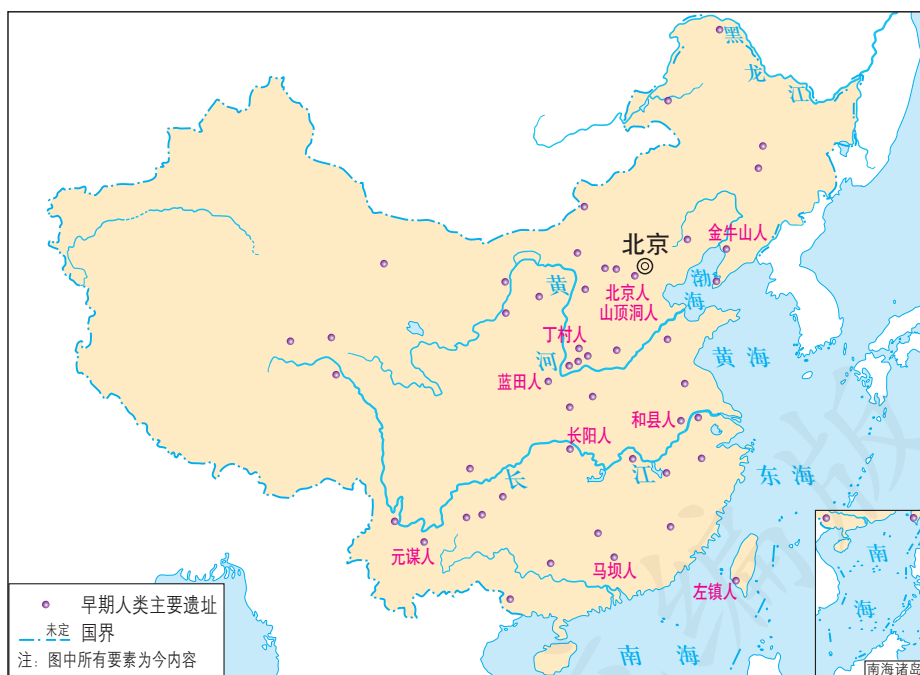 黑龙江
北京
金牛山人
渤海
北京人
山顶洞人
黄河
丁村人
黄海
蓝田人
和县人
长阳人
长江
东海
元谋人
马坝人
左镇人
南海
南海
南海诸岛
早期人类主要遗址
未定 国界
注：图中所有要素为今内容